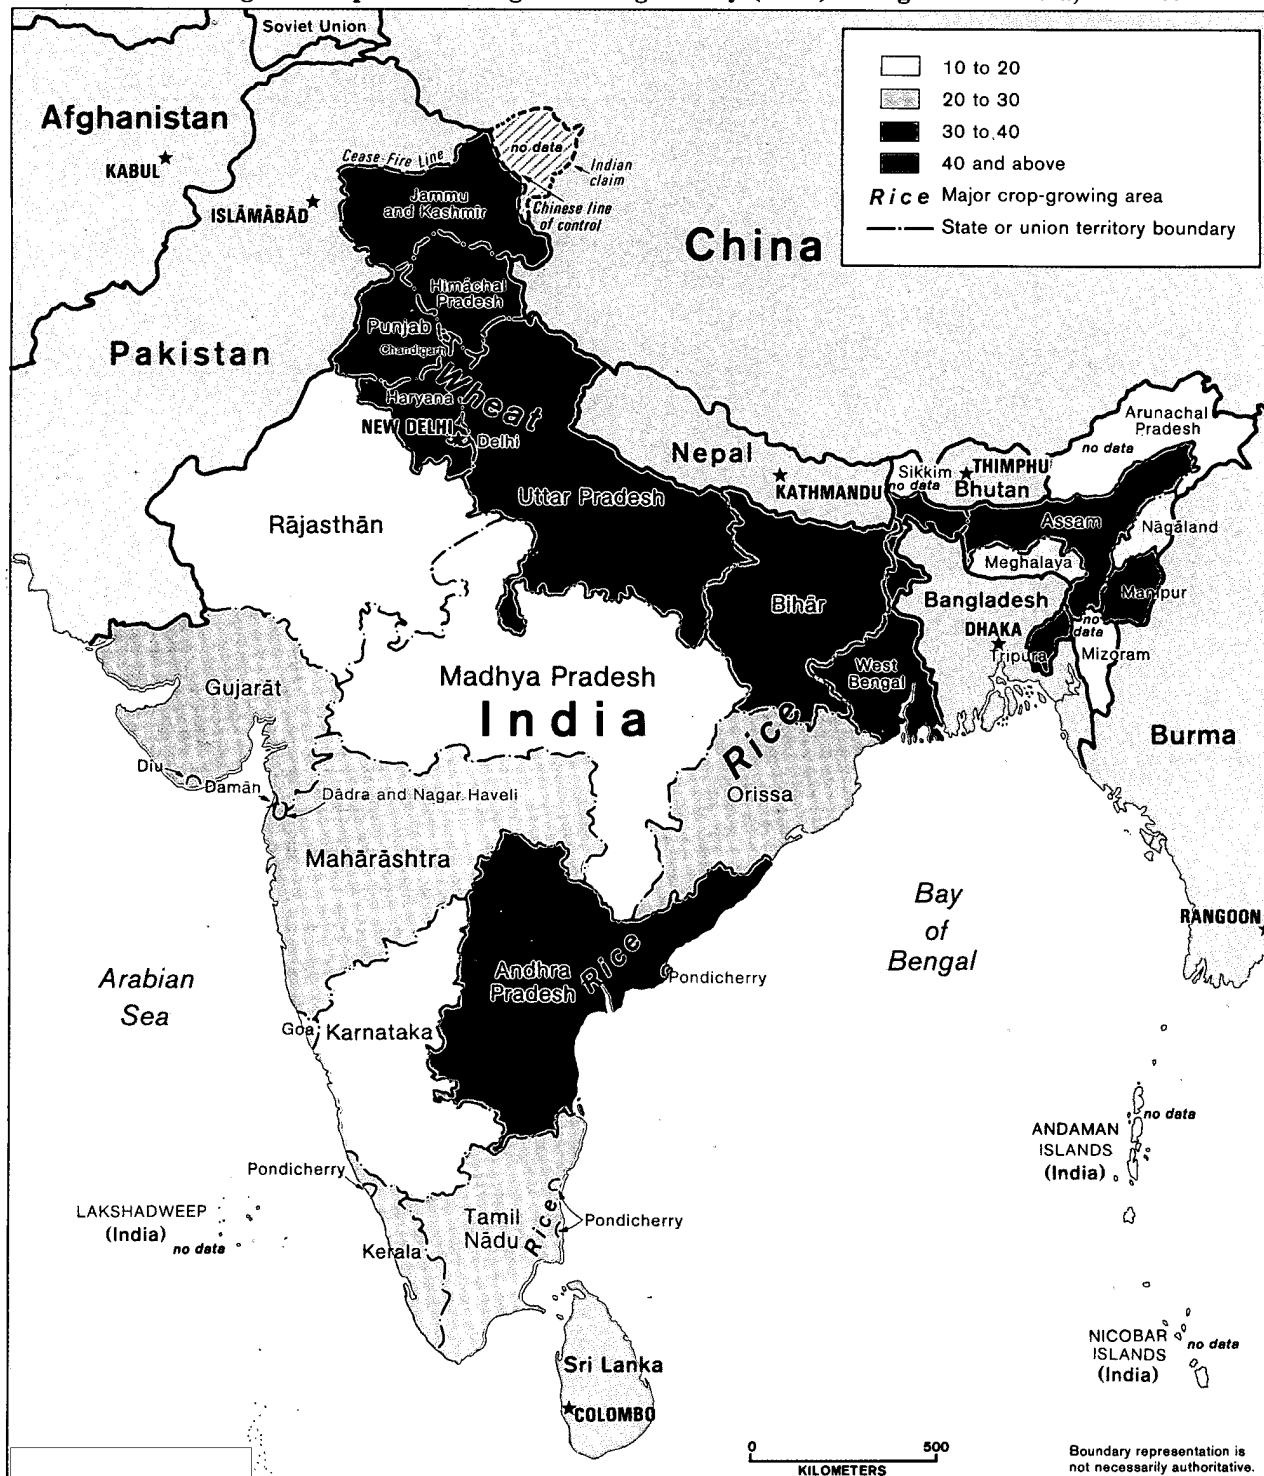 Soviet Union
10 to 20
20 to 30
30 to 40
40 and above
Rice Major crop-growing area
State or union territory boundary
Afghanistan
KABUL
Cease-Fire Line
no data
Indian
claim
ISLĀMĀBĀD
Jammu
and Kashmir
Chinese line
of control
China
Himāchal
Pradesh
Punjab
Chandigarh
Pakistan
Wheat
Haryana
NEW DELHI
Delhi
Nepal
KATHMANDU
Sikkim
no data
THIMPHU
Bhutan
Arunachal
Pradesh
no data
Uttar Pradesh
Rājasthān
Assam
Nāgāland
Meghalaya
Bihār
Bangladesh
DHAKA
Manipur
no
data
Tripura
Mizoram
West
Bengal
Gujarāt
Madhya Pradesh
India
Burma
Rice
Orissa
Diu
Damān
Dādra and Nagar Haveli
Mahārāshtra
Bay
of
Bengal
RANGOON
Arabian
Sea
Andhra
Pradesh
Rice
Pondicherry
Goa
Karnataka
no data
ANDAMAN
ISLANDS
(India)
Pondicherry
LAKSHADWEEP
(India)
no data
Tamil
Nādu
Rice
Pondicherry
Kerala
NICOBAR
ISLANDS
(India)
no data
Sri Lanka
COLOMBO
0 500
KILOMETERS
Boundary representation is
not necessarily authoritative.